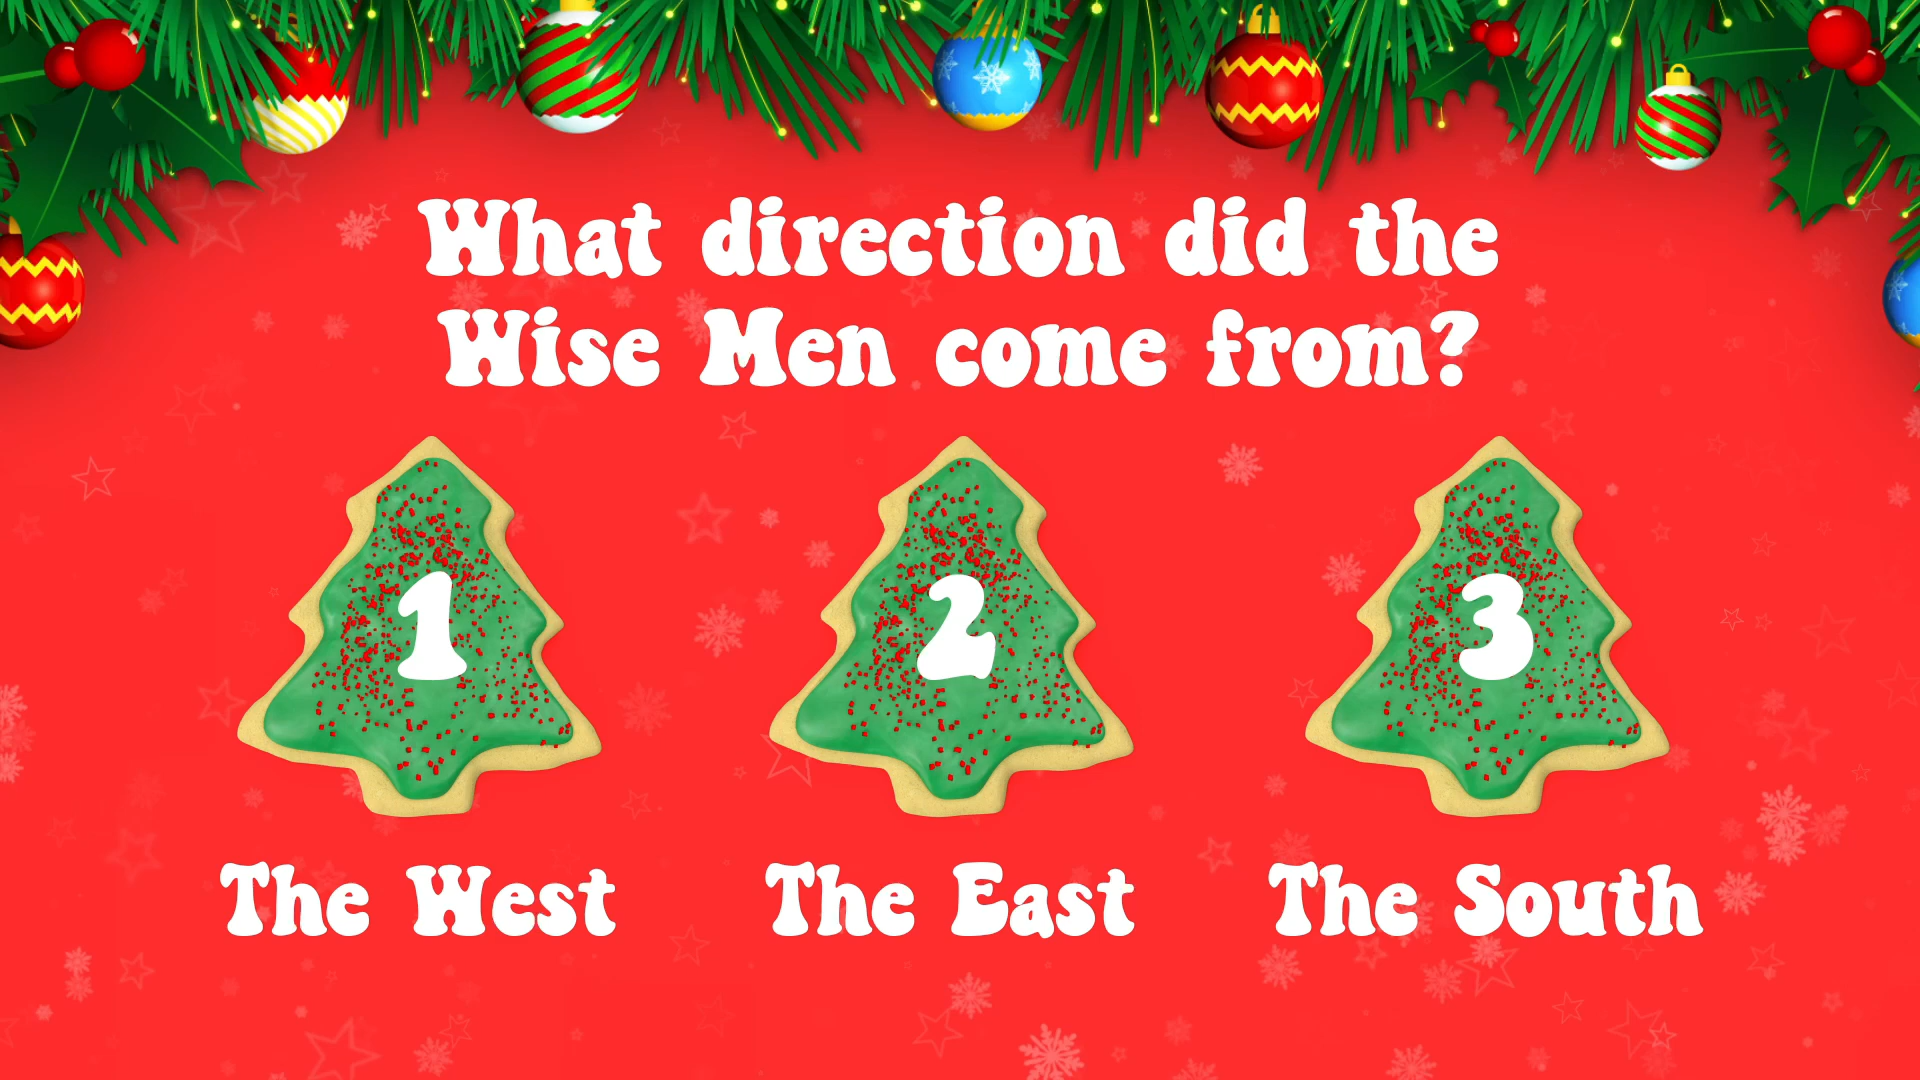 What direction did the
Wise Men come from?
1
2
3
The West
The East
The South